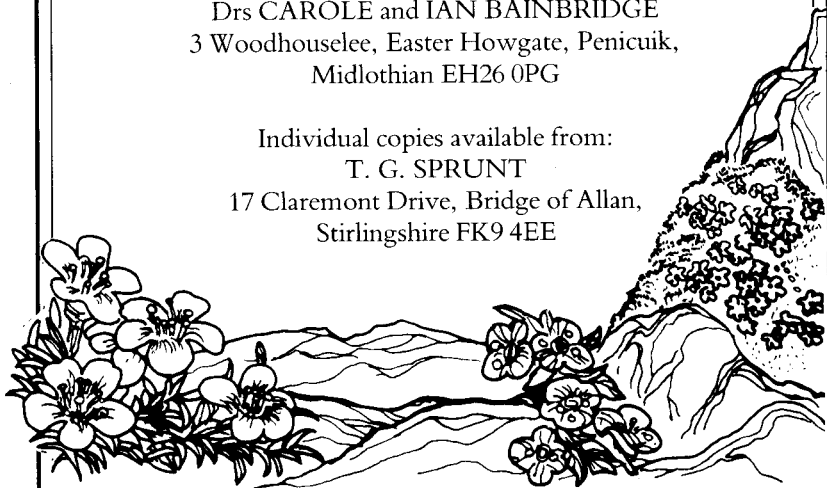 Drs CAROLE and IAN BAINBRIDGE
3 Woodhouselee, Easter Howgate, Penicuik,
Midlothian EH26 0PG
Individual copies available from:
T. G. SPRUNT
17 Claremont Drive, Bridge of Allan,
Stirlingshire FK9 4EE